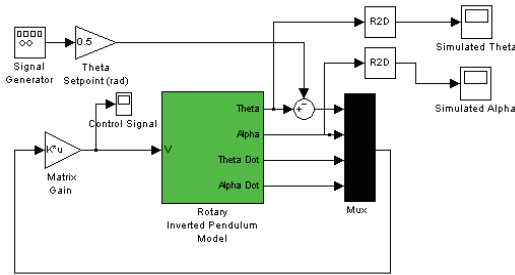 Signal
Generator
0.5
Theta
Setpoint (rad)
R2D
Simulated Theta
R2D
Simulated Alpha
Control Signal
K*u
Matrix
Gain
V
Theta
Alpha
Theta Dot
Alpha Dot
Rotary
Inverted Pendulum
Model
+
−
Mux